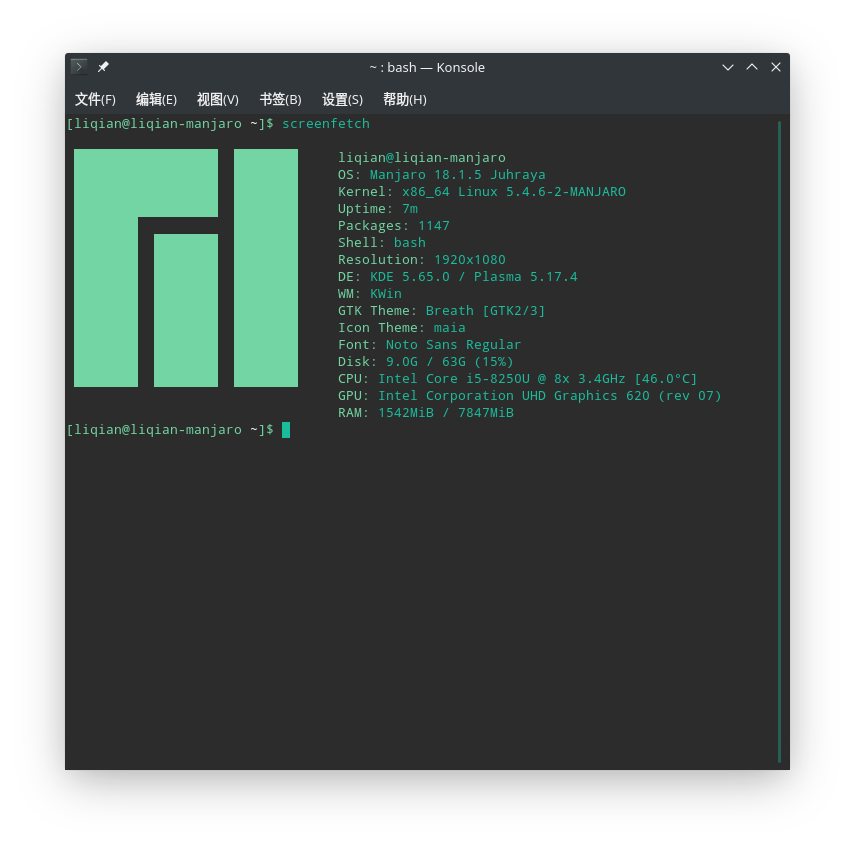 ~ : bash — Konsole
文件(F) 编辑(E) 视图(V) 书签(B) 设置(S) 帮助(H)
[liqian@liqian-manjaro ~]$ screenfetch
liqian@liqian-manjaro
OS: Manjaro 18.1.5 Juhraya
Kernel: x86_64 Linux 5.4.6-2-MANJARO
Uptime: 7m
Packages: 1147
Shell: bash
Resolution: 1920x1080
DE: KDE 5.65.0 / Plasma 5.17.4
WM: KWin
GTK Theme: Breath [GTK2/3]
Icon Theme: maia
Font: Noto Sans Regular
Disk: 9.0G / 63G (15%)
CPU: Intel Core i5-8250U @ 8x 3.4GHz [46.0°C]
GPU: Intel Corporation UHD Graphics 620 (rev 07)
RAM: 1542MiB / 7847MiB
[liqian@liqian-manjaro ~]$